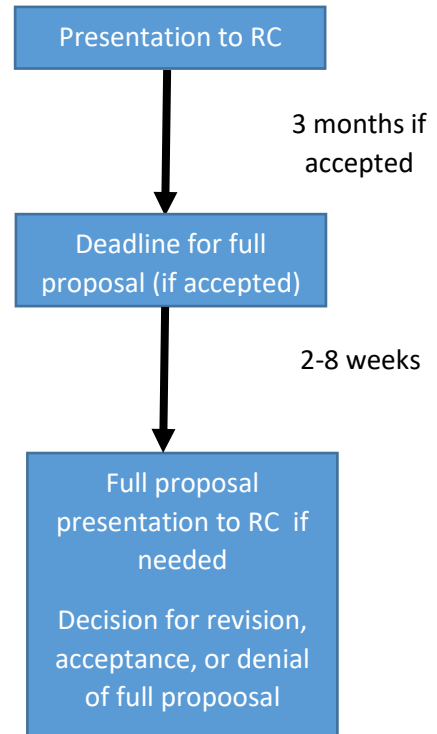 Presentation to RC
3 months if
accepted
Deadline for full
proposal (if accepted)
2-8 weeks
Full proposal
presentation to RC if
needed
Decision for revision,
acceptance, or denial
of full propoosal